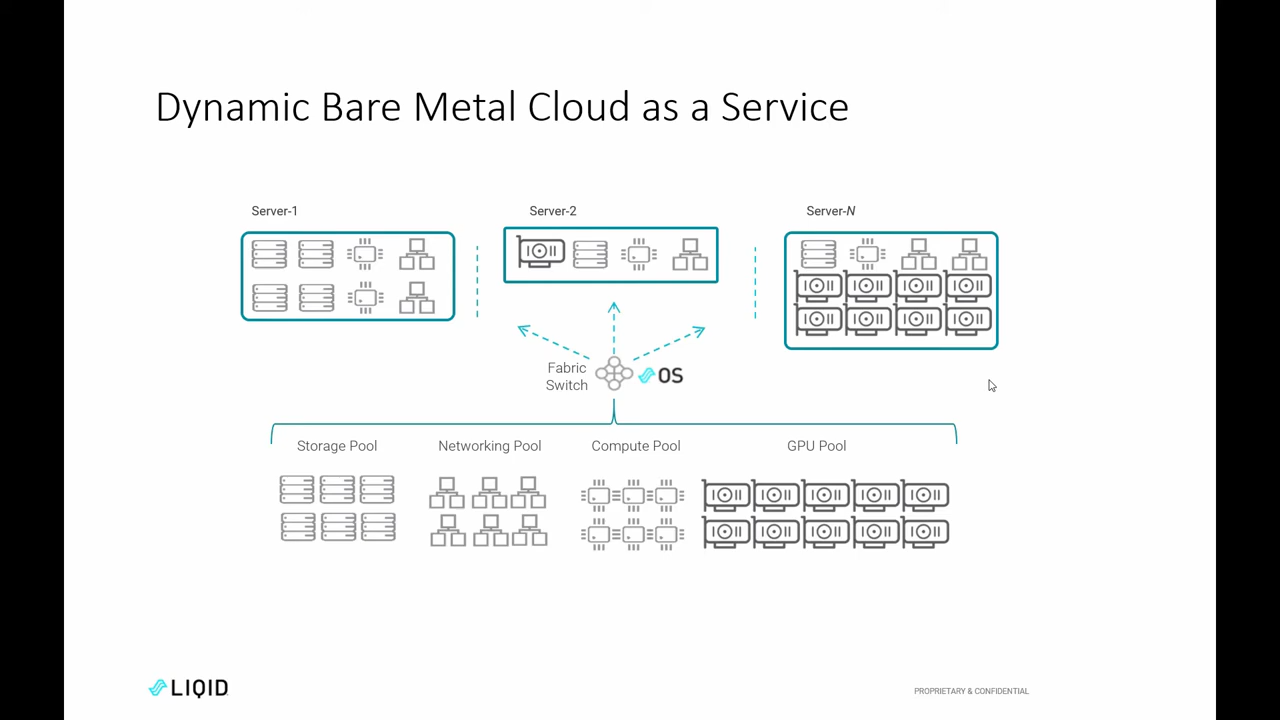 Dynamic Bare Metal Cloud as a Service
Server-1
Server-2
Server-N
Fabric
Switch
OS
Storage Pool
Networking Pool
Compute Pool
GPU Pool
LIQID
PROPRIETARY & CONFIDENTIAL